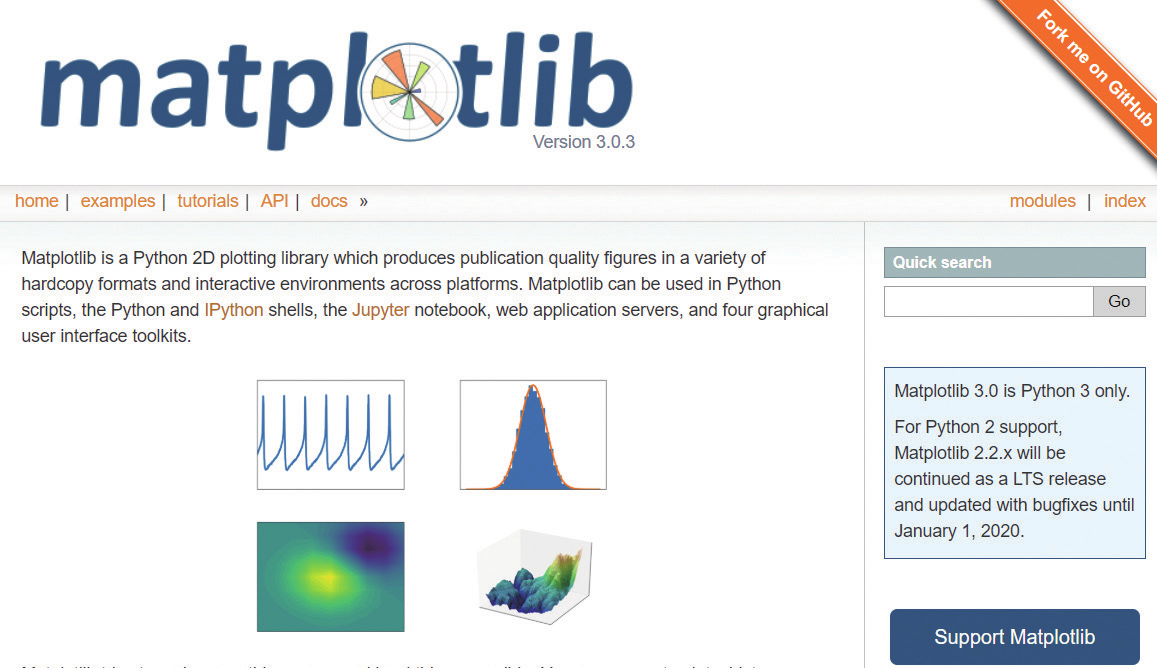 matplotlib
Version 3.0.3
Fork me on GitHub
home | examples | tutorials | API | docs »
modules | index
Matplotlib is a Python 2D plotting library which produces publication quality figures in a variety of
hardcopy formats and interactive environments across platforms. Matplotlib can be used in Python
scripts, the Python and IPython shells, the Jupyter notebook, web application servers, and four graphical
user interface toolkits.
Quick search
Go
Matplotlib 3.0 is Python 3 only.
For Python 2 support,
Matplotlib 2.2.x will be
continued as a LTS release
and updated with bugfixes until
January 1, 2020.
Support Matplotlib